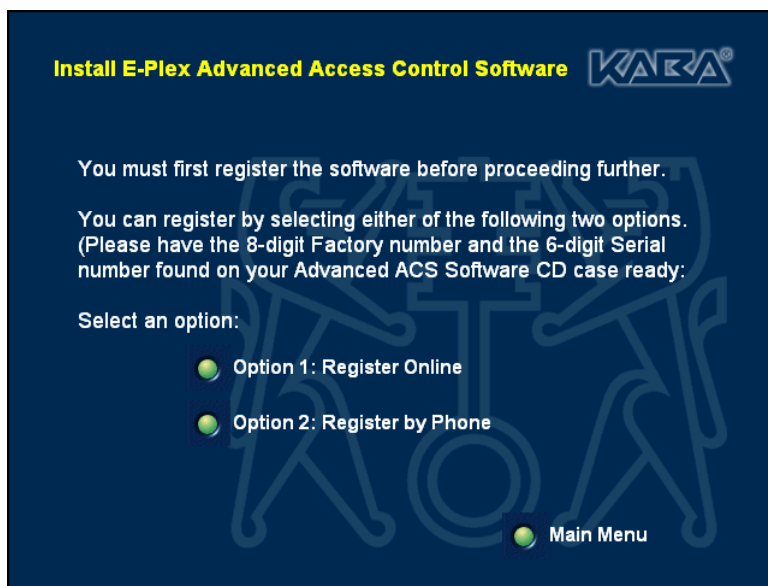 Install E-Plex Advanced Access Control Software
KABA®
You must first register the software before proceeding further.
You can register by selecting either of the following two options.
(Please have the 8-digit Factory number and the 6-digit Serial
number found on your Advanced ACS Software CD case ready:
Select an option:
Option 1: Register Online
Option 2: Register by Phone
Main Menu